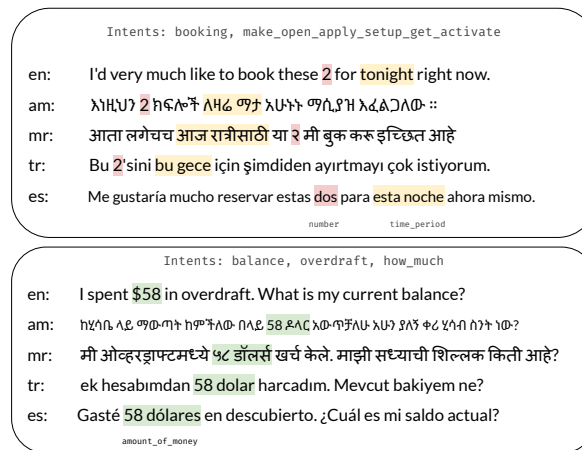 Intents: booking, make_open_apply_setup_get_activate
en: I'd very much like to book these 2 for tonight right now.
am: እነዚህን 2 ክፍሎች ለዛሬ ማታ አሁኑኑ ማሲያዝ እፈልጋለው ።
mr: आता लगेचच आज रात्रीसाठी या २ मी बुक करू इच्छित आहे
tr: Bu 2'sini bu gece için şimdiden ayırtmayı çok istiyorum.
es: Me gustaría mucho reservar estas dos para esta noche ahora mismo.
number time_period
Intents: balance, overdraft, how_much
en: I spent $58 in overdraft. What is my current balance?
am: ከሂሳቤ ላይ ማውጣት ከምችለው በላይ 58 ዶላር አውጥቻለሁ አሁን ያለኝ ቀሪ ሂሳብ ስንት ነው?
mr: मी ओव्हरड्राफ्टमध्ये ५८ डॉलर्स खर्च केले. माझी सध्याची शिल्लक किती आहे?
tr: ek hesabımdan 58 dolar harcadım. Mevcut bakiyem ne?
es: Gasté 58 dólares en descubierto. ¿Cuál es mi saldo actual?
amount_of_money